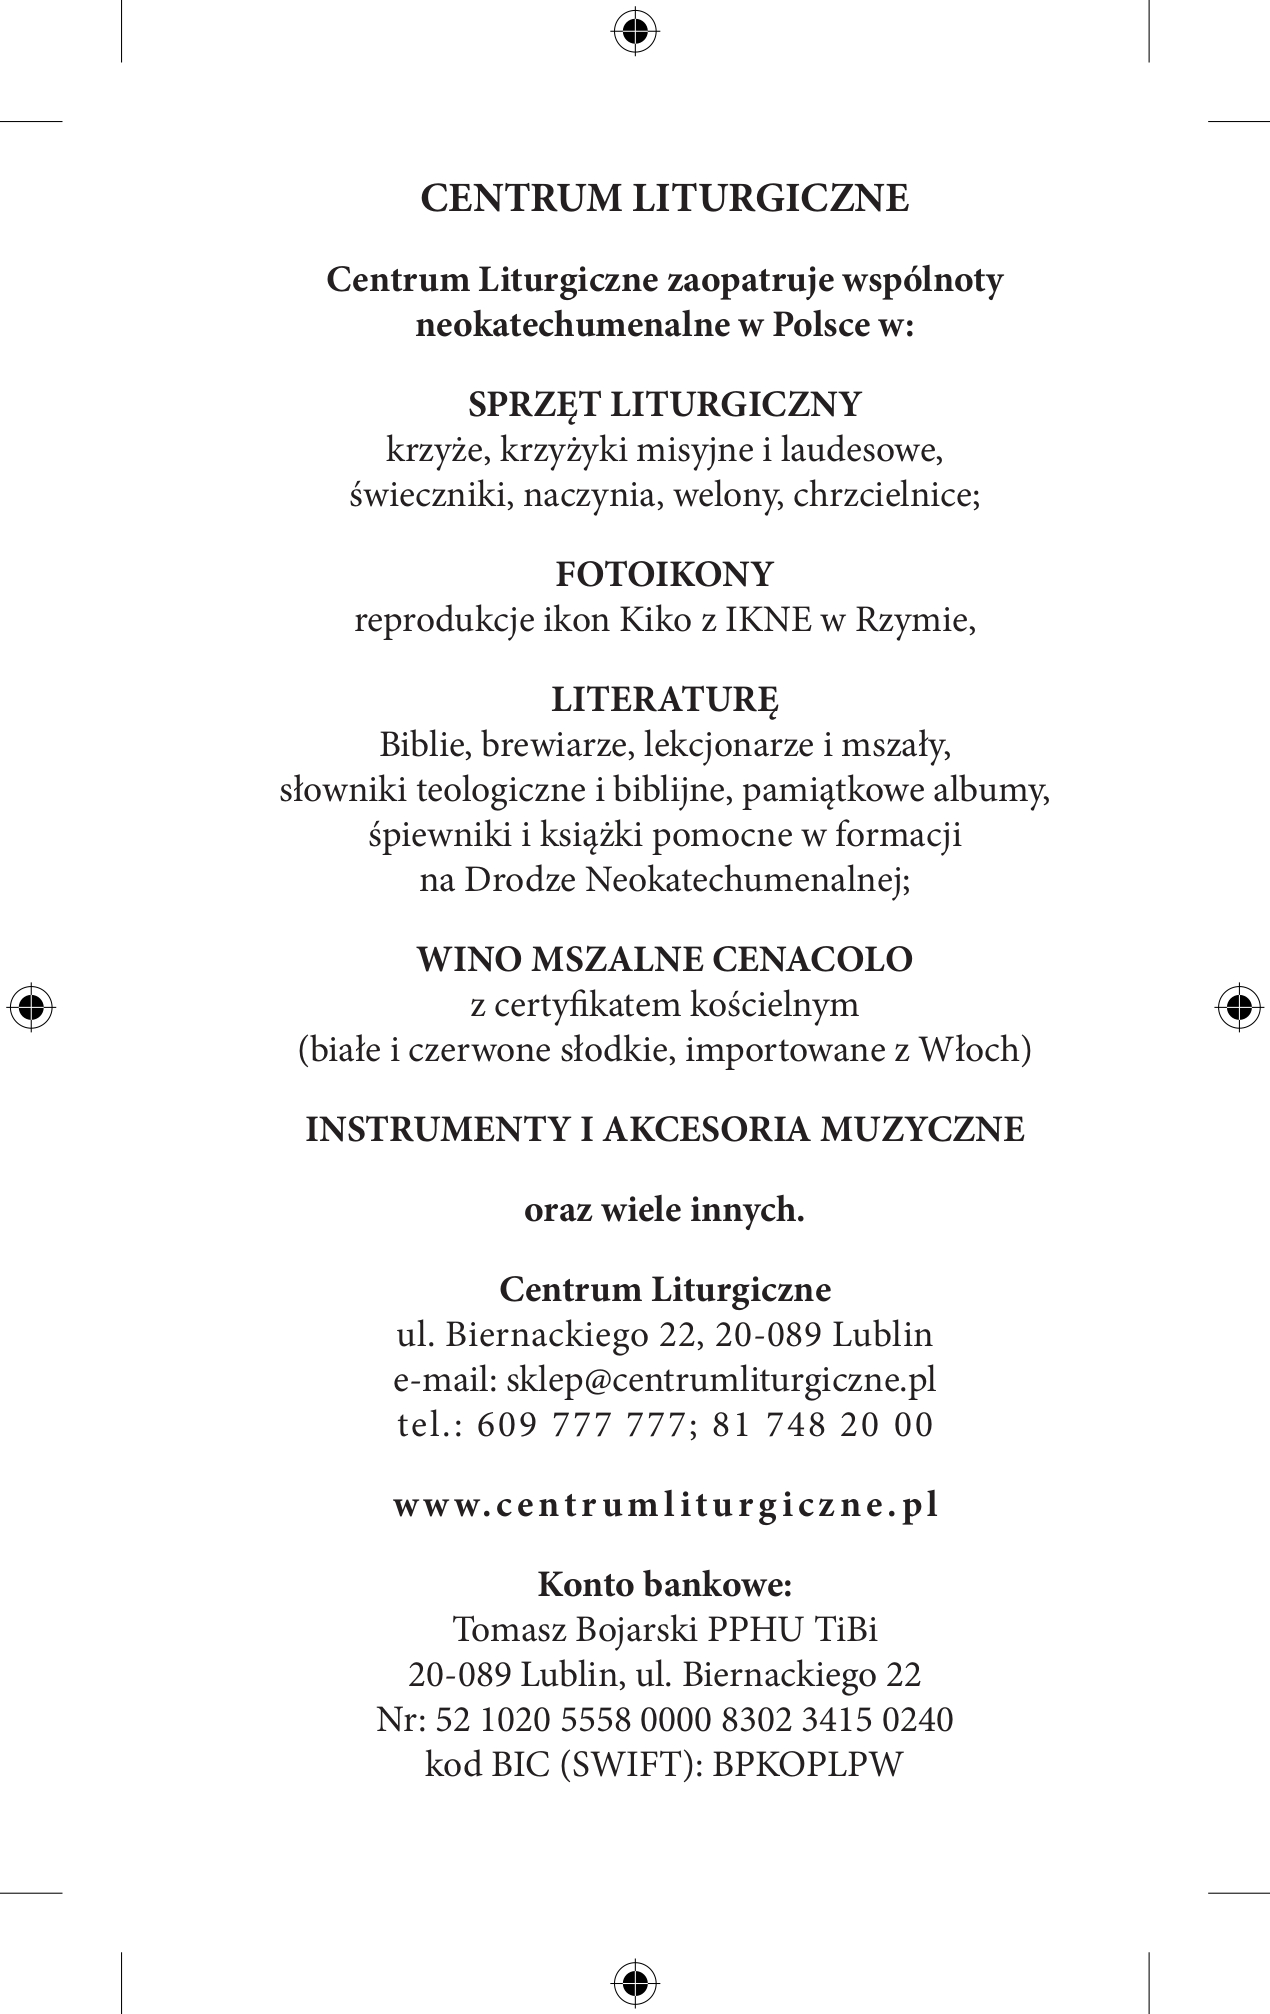 CENTRUM LITURGICZNE
Centrum Liturgiczne zaopatruje wspólnoty
neokatechumenalne w Polsce w:
SPRZĘT LITURGICZNY
krzyże, krzyżyki misyjne i laudesowe,
świeczniki, naczynia, welony, chrzcielnice;
FOTOIKONY
reprodukcje ikon Kiko z IKNE w Rzymie,
LITERATURĘ
Biblie, brewiarze, lekcjonarze i mszały,
słowniki teologiczne i biblijne, pamiątkowe albumy,
śpiewniki i książki pomocne w formacji
na Drodze Neokatechumenalnej;
WINO MSZALNE CENACOLO
z certyfikatem kościelnym
(białe i czerwone słodkie, importowane z Włoch)
INSTRUMENTY I AKCESORIA MUZYCZNE
oraz wiele innych.
Centrum Liturgiczne
ul. Biernackiego 22, 20-089 Lublin
e-mail: sklep@centrumliturgiczne.pl
tel.: 609 777 777; 81 748 20 00
www.centrumliturgiczne.pl
Konto bankowe:
Tomasz Bojarski PPHU TiBi
20-089 Lublin, ul. Biernackiego 22
Nr: 52 1020 5558 0000 8302 3415 0240
kod BIC (SWIFT): BPKOPLPW